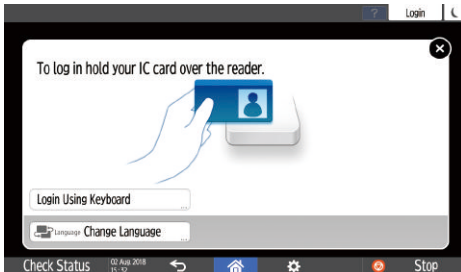 ? Login
To log in hold your IC card over the reader.
Login Using Keyboard
Language Change Language
Check Status 02 Aug. 2018 Stop
15:12